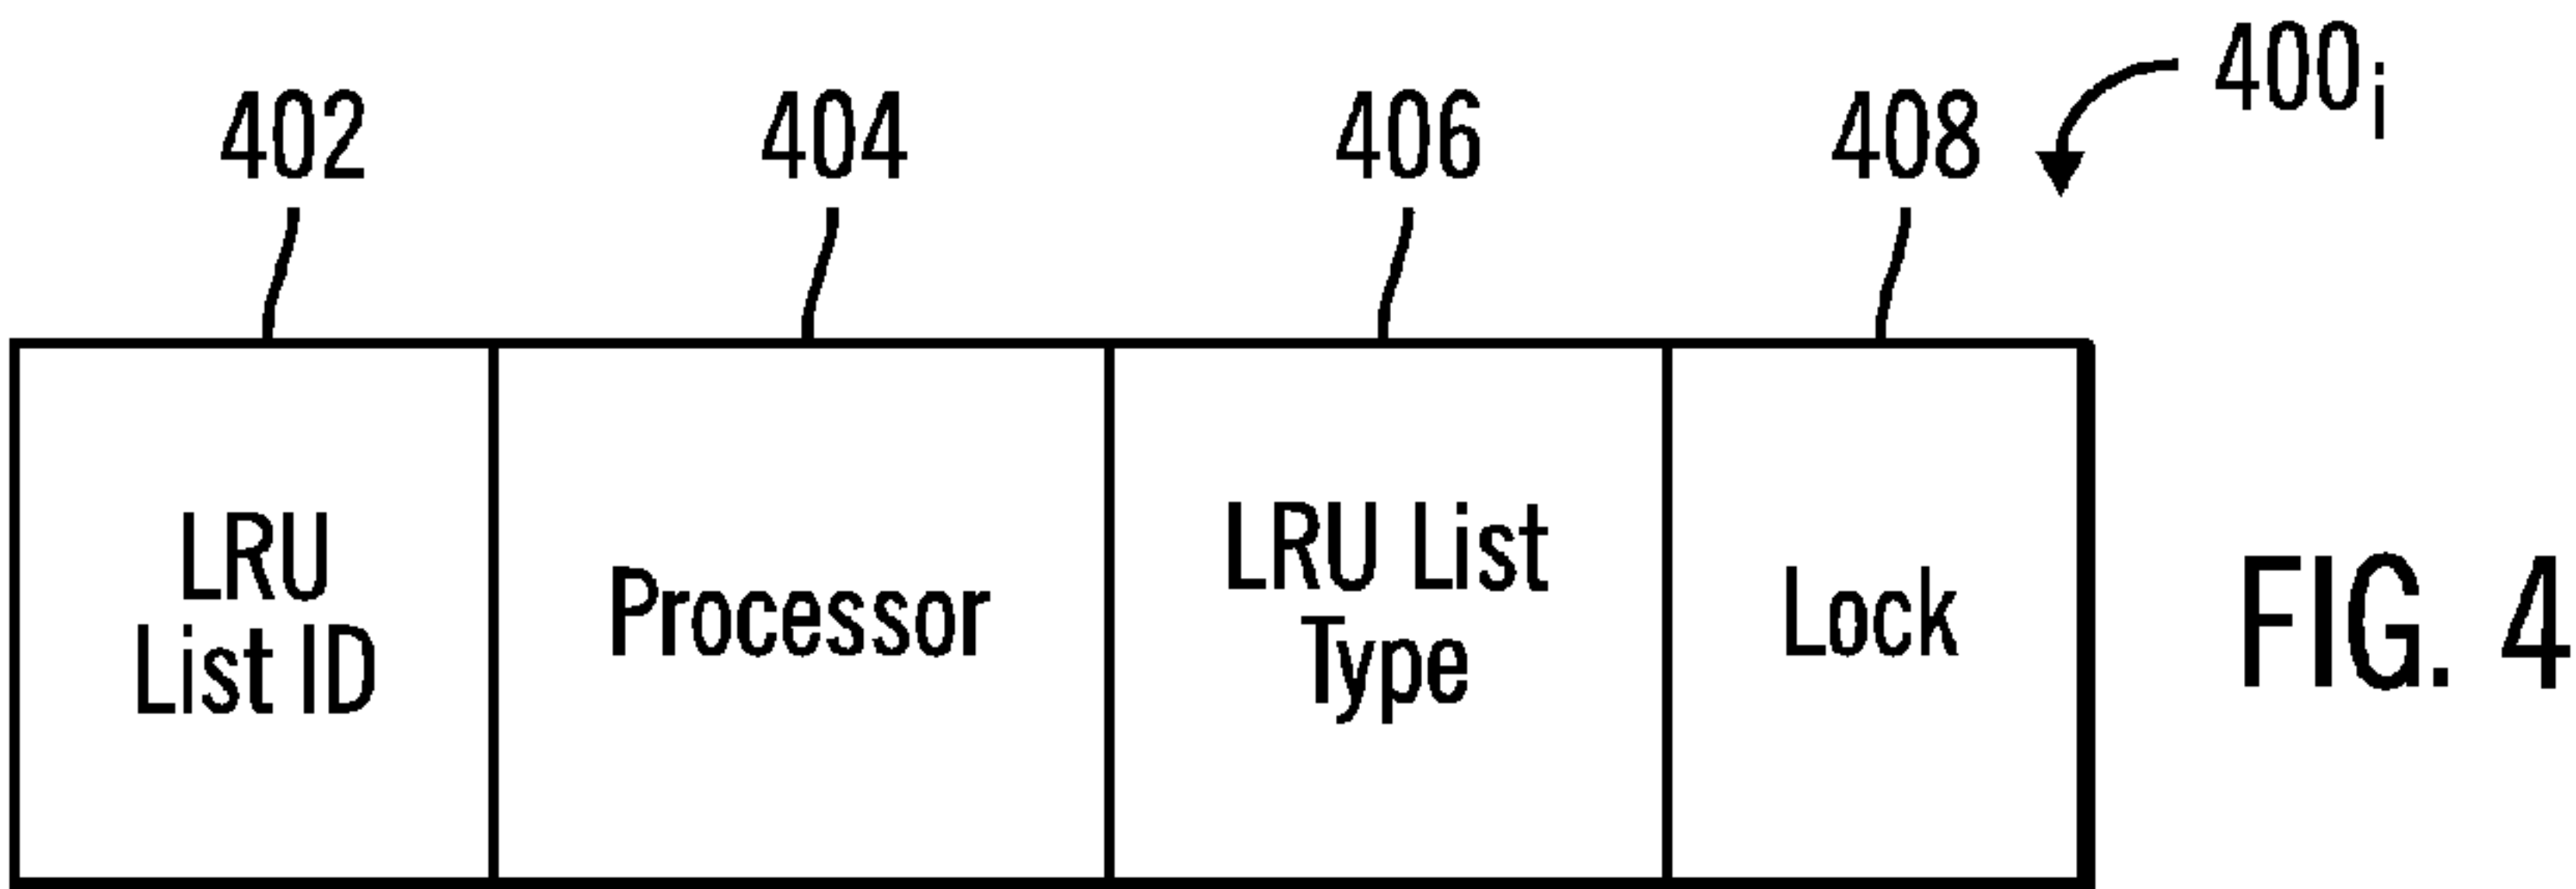 402 404 406 408 400i
LRU
List ID
Processor
LRU List
Type
Lock
FIG. 4